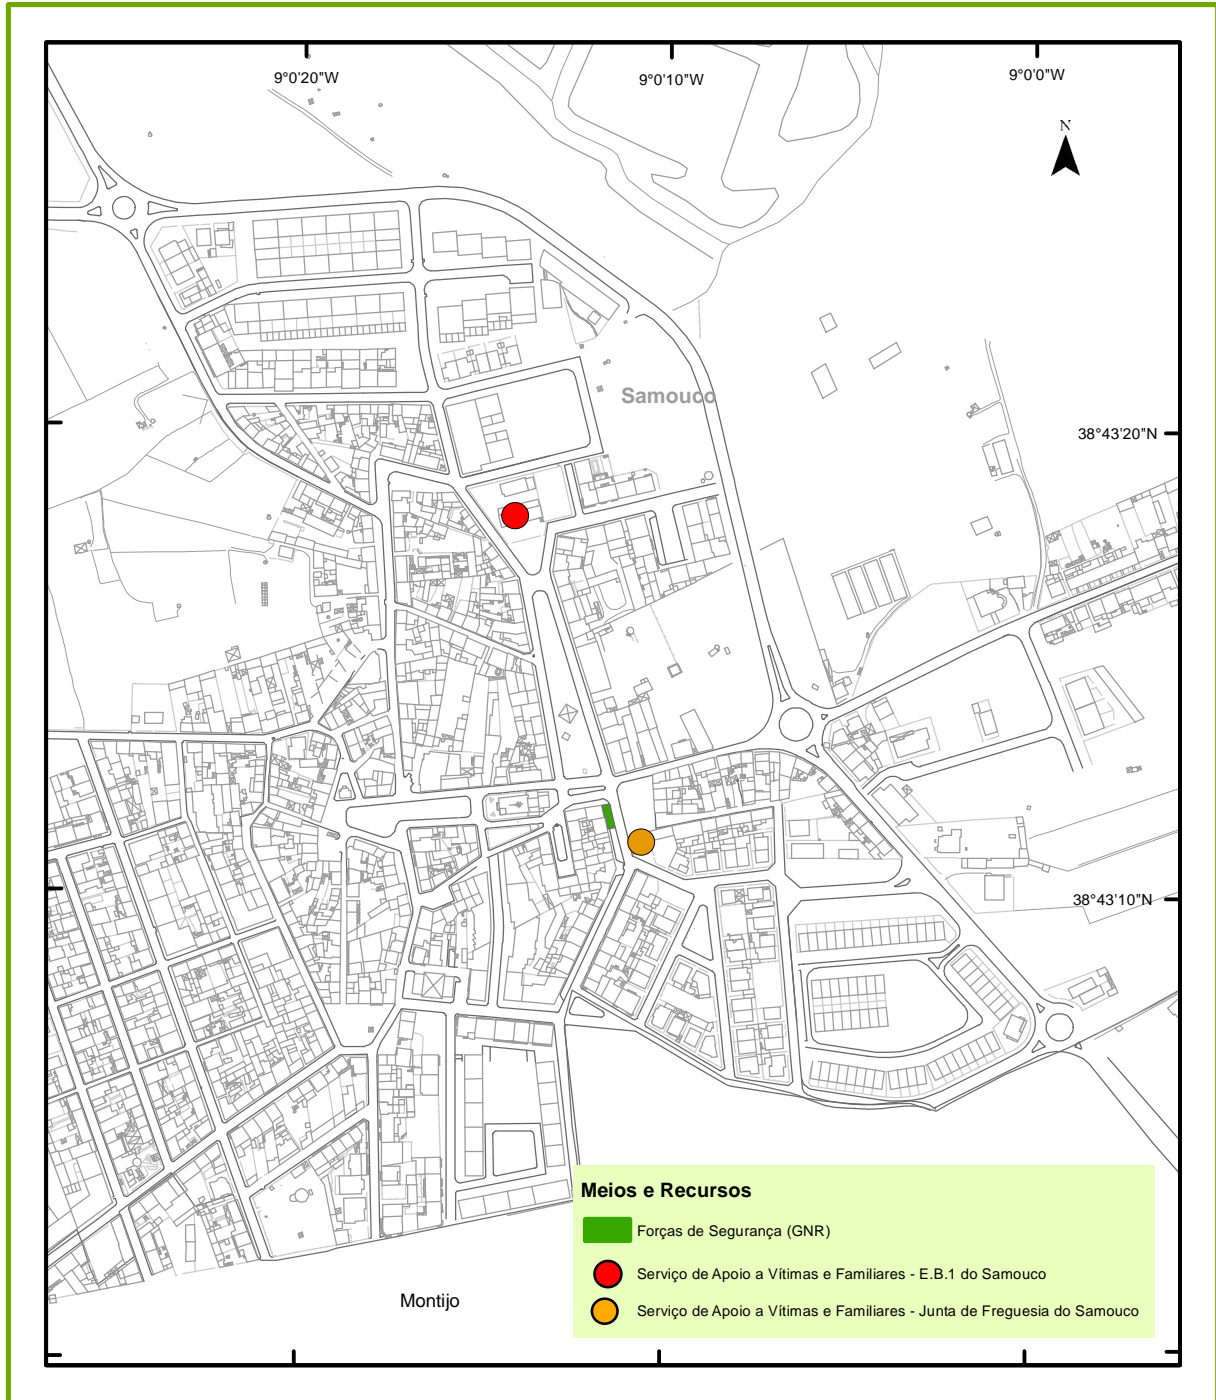 9°0'20"W
9°0'10"W
9°0'0"W
N
Samouco
38°43'20"N
38°43'10"N
Meios e Recursos
Forças de Segurança (GNR)
Serviço de Apoio a Vítimas e Familiares - E.B.1 do Samouco
Serviço de Apoio a Vítimas e Familiares - Junta de Freguesia do Samouco
Montijo